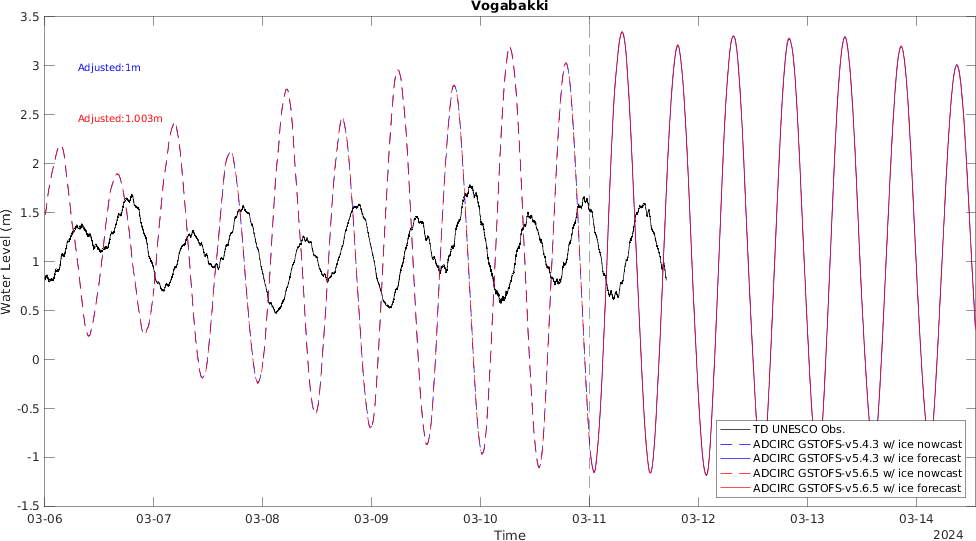 Vogabakki
3.5
3
2.5
2
1.5
1
0.5
0
-0.5
-1
-1.5
Water Level (m)
Adjusted:1m
Adjusted:1.003m
TD UNESCO Obs.
ADCIRC GSTOFS-v5.4.3 w/ ice nowcast
ADCIRC GSTOFS-v5.4.3 w/ ice forecast
ADCIRC GSTOFS-v5.6.5 w/ ice nowcast
ADCIRC GSTOFS-v5.6.5 w/ ice forecast
03-06 03-07 03-08 03-09 03-10 03-11 03-12 03-13 03-14
Time
2024